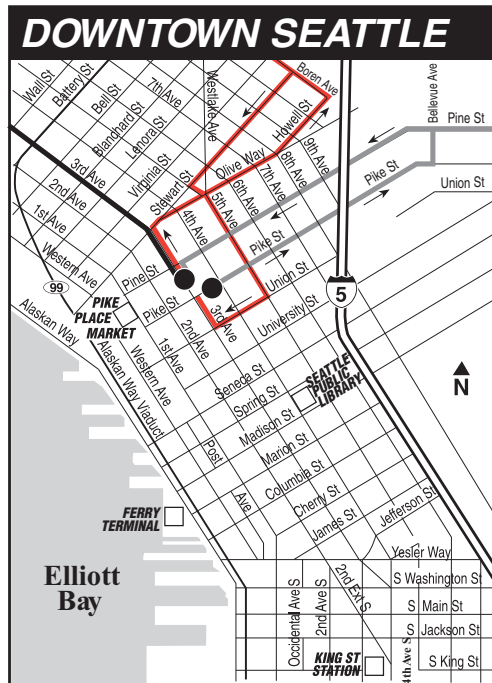 DOWNTOWN SEATTLE
Wall St
Battery St
Bell St
Blanchard St
Lenora St
Virginia St
7th Ave
Westlake Ave
Boren Ave
Howell St
Bellevue Ave
Pine St
3rd Ave
2nd Ave
1st Ave
Western Ave
Stewart St
Olive Way
9th Ave
8th Ave
7th Ave
6th Ave
5th Ave
4th Ave
Pike St
Union St
Pike St
99
Pine St
Pike St
Union St
5
PIKE
PLACE
MARKET
3rd Ave
University St
Alaskan Way
Alaskan Way Viaduct
Western Ave
1st Ave
2nd Ave
Seneca St
Spring St
Madison St
Marion St
SEATTLE
PUBLIC
LIBRARY
N
Post
Ave
Columbia St
Cherry St
James St
Jefferson St
FERRY
TERMINAL
Yesler Way
Elliott
Bay
S Washington St
S Main St
S Jackson St
S King St
Occidental Ave S
2nd Ave S
2nd Ext S
4th Ave S
KING ST
STATION